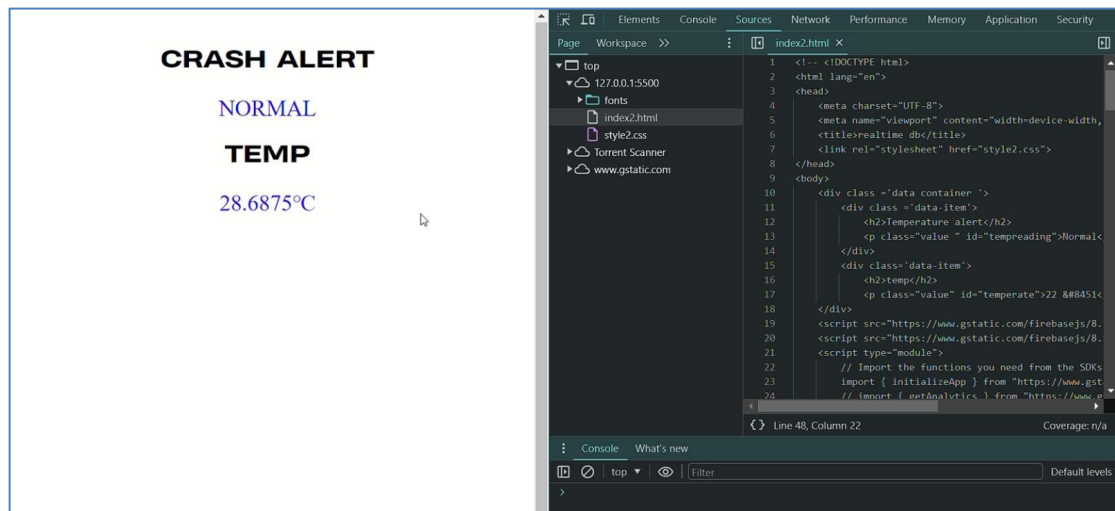 CRASH ALERT
NORMAL
TEMP
28.6875°C
Elements Console Sources Network Performance Memory Application Security
Page Workspace
index2.html ×
top
127.0.0.1:5500
fonts
index2.html
style2.css
Torrent Scanner
www.gstatic.com
1 <!-- <!DOCTYPE html>
2 <html lang="en">
3 <head>
4 <meta charset="UTF-8">
5 <meta name="viewport" content="width=device-width,
6 <title>realtime db</title>
7 <link rel="stylesheet" href="style2.css">
8 </head>
9 <body>
10 <div class ='data container '>
11 <div class ='data-item'>
12 <h2>Temperature alert</h2>
13 <p class="value " id="tempreading">Normal<
14 </div>
15 <div class='data-item'>
16 <h2>temp</h2>
17 <p class="value" id="temperate">22 &#8451<
18 </div>
19 <script src="https://www.gstatic.com/firebasejs/8.
20 <script src="https://www.gstatic.com/firebasejs/8.
21 <script type="module">
22 // Import the functions you need from the SDKs
23 import { initializeApp } from "https://www.gst
24 // import { getAnalytics } from "https://www.g
{} Line 48, Column 22 Coverage: n/a
Console What's new
top Filter Default levels